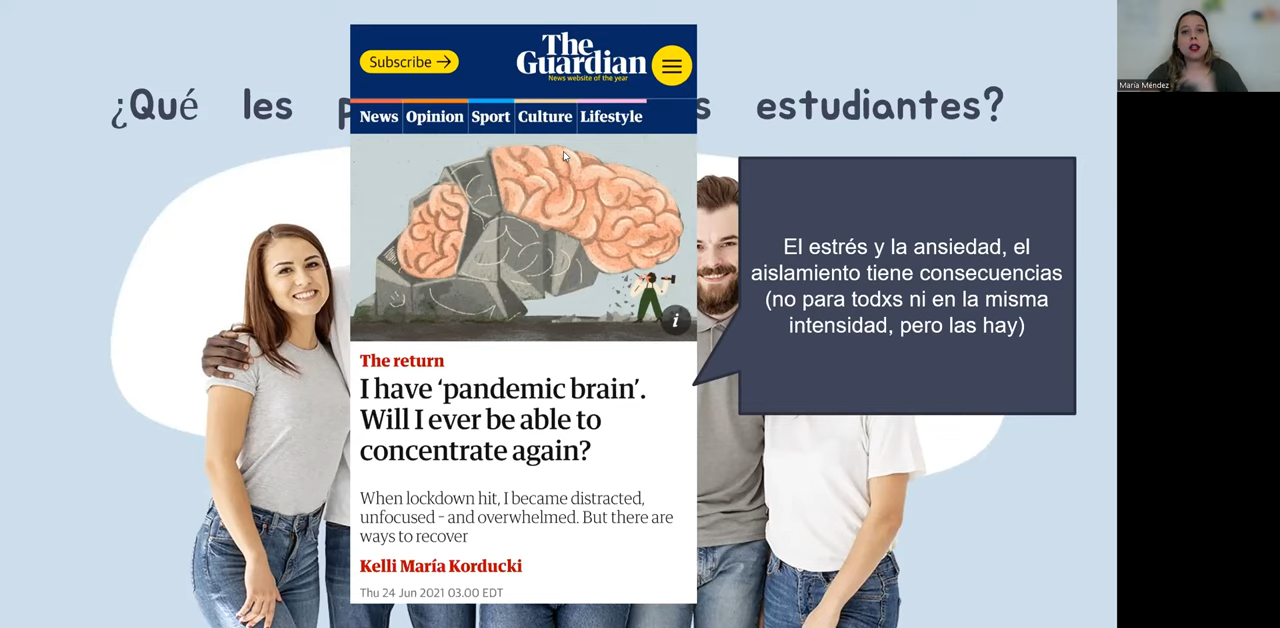 ¿Qué les
estudiantes?
Subscribe →
The
Guardian
News website of the year
News Opinion Sport Culture Lifestyle
i
The return
I have ‘pandemic brain’.
Will I ever be able to
concentrate again?
When lockdown hit, I became distracted,
unfocused - and overwhelmed. But there are
ways to recover
Kelli María Korducki
Thu 24 Jun 2021 03.00 EDT
El estrés y la ansiedad, el
aislamiento tiene consecuencias
(no para todxs ni en la misma
intensidad, pero las hay)
María Méndez